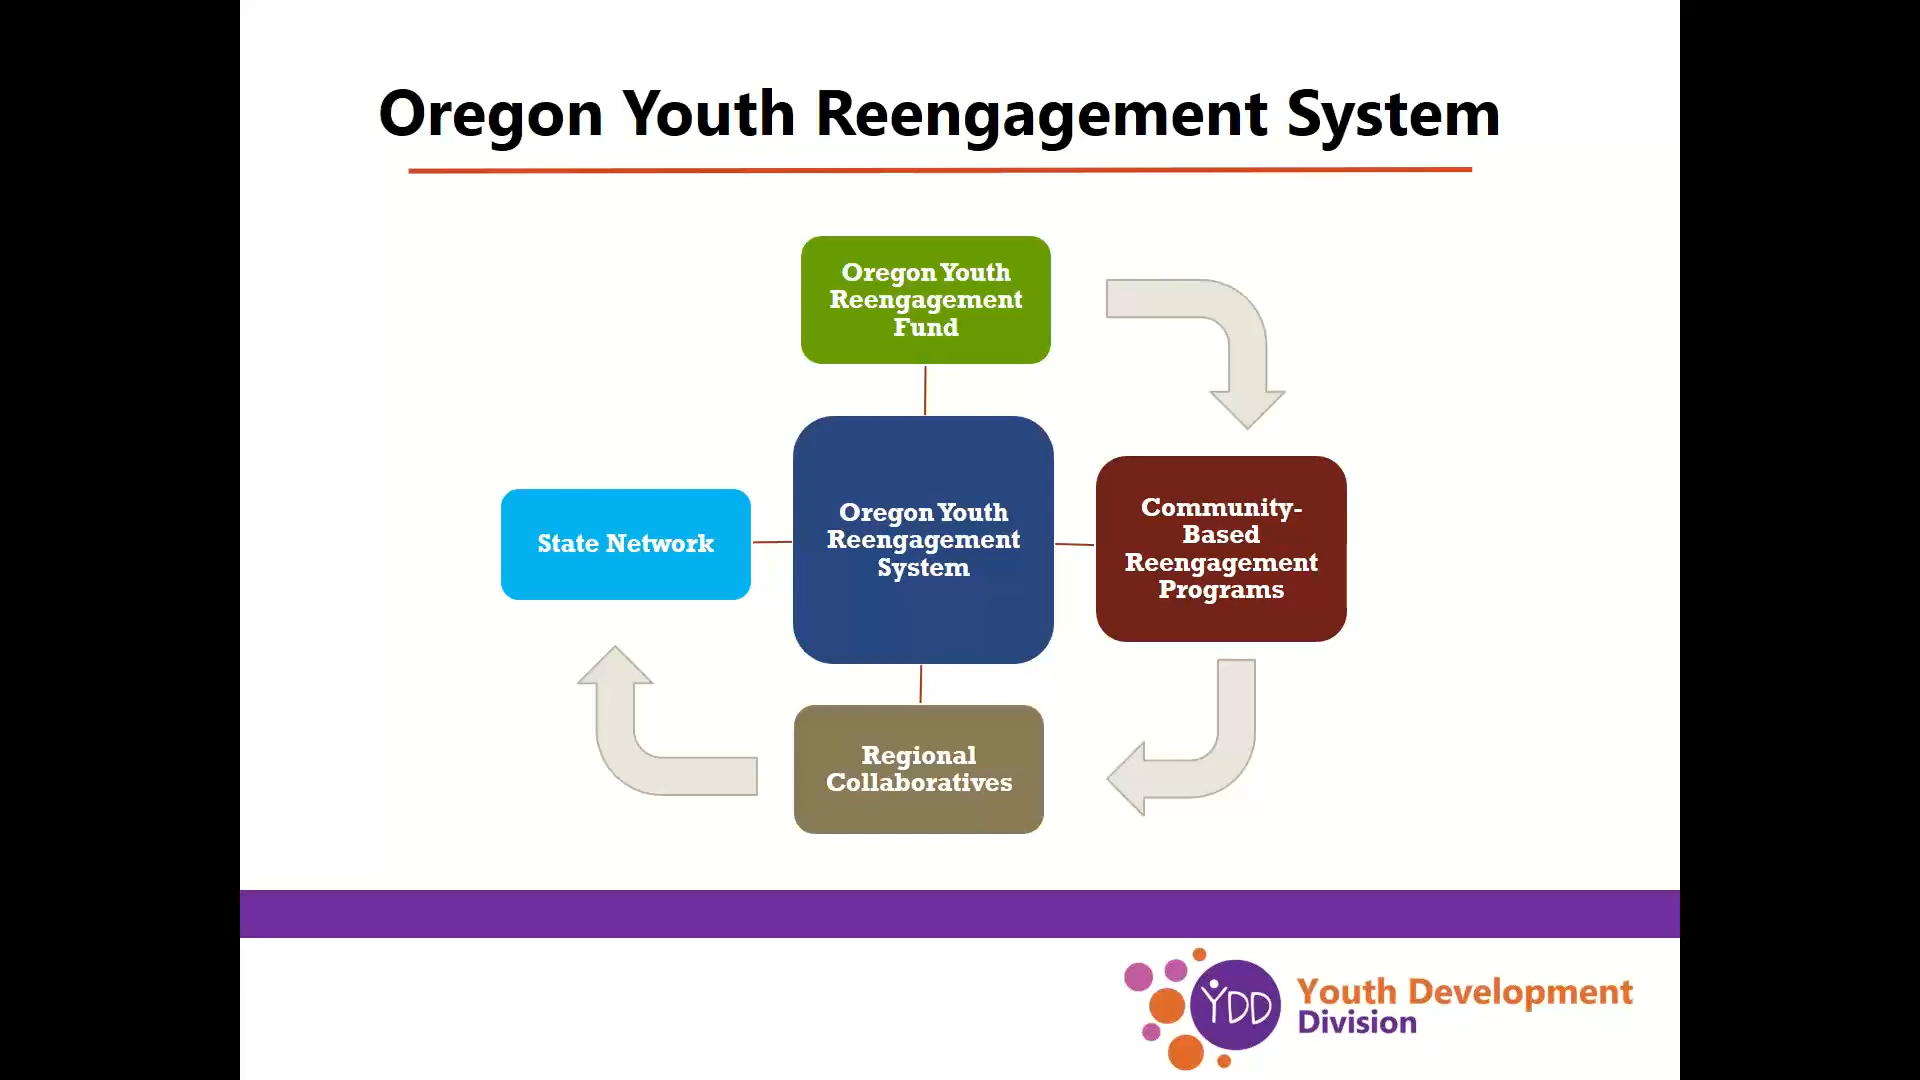 Oregon Youth Reengagement System
Oregon Youth
Reengagement
Fund
State Network
Oregon Youth
Reengagement
System
Community-
Based
Reengagement
Programs
Regional
Collaboratives
YDD
Youth Development
Division